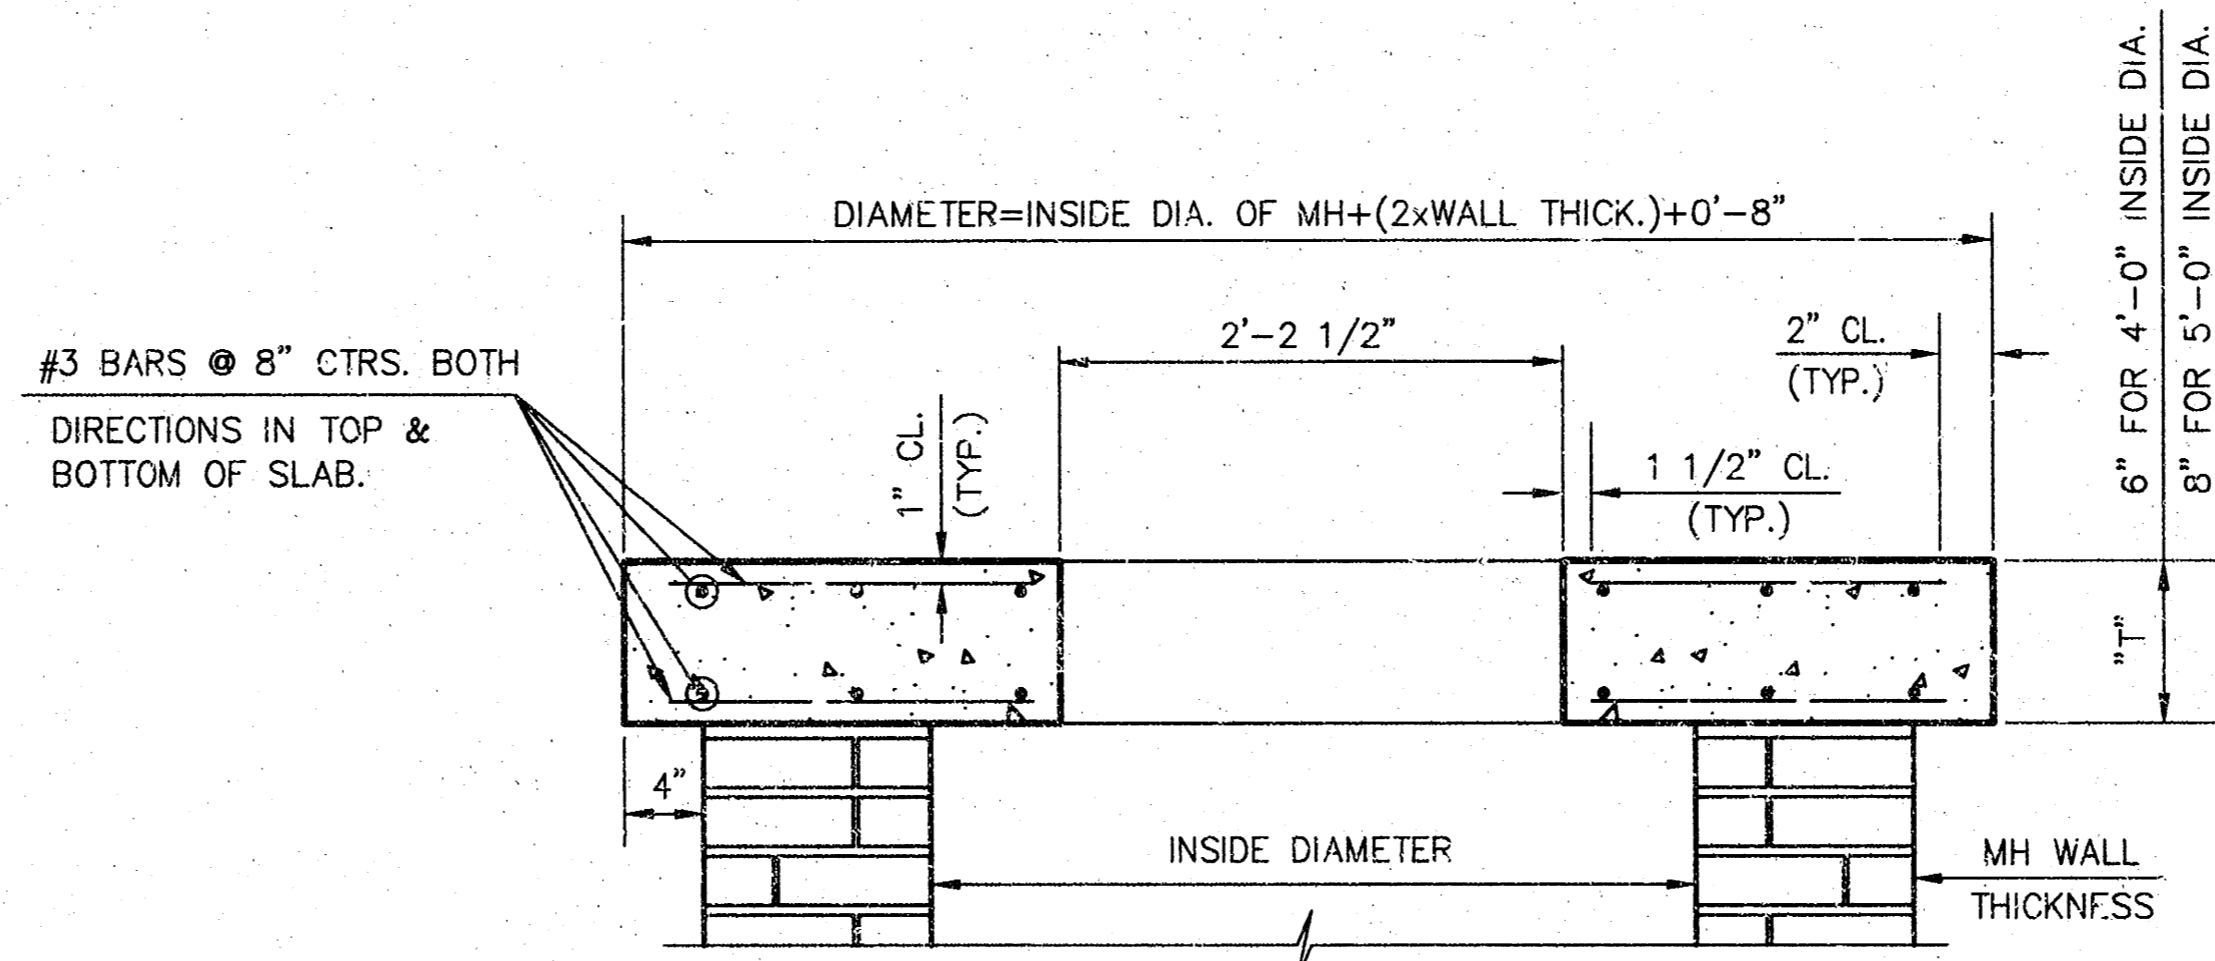 6" FOR 4'-0" INSIDE DIA.
8" FOR 5'-0" INSIDE DIA.
DIAMETER=INSIDE DIA. OF MH+(2xWALL THICK.)+0'-8"
2'-2 1/2"
2" CL.
(TYP.)
#3 BARS @ 8" CTRS. BOTH
DIRECTIONS IN TOP &
BOTTOM OF SLAB.
1" CL.
(TYP.)
1 1/2" CL.
(TYP.)
"T"
4"
INSIDE DIAMETER
MH WALL
THICKNESS